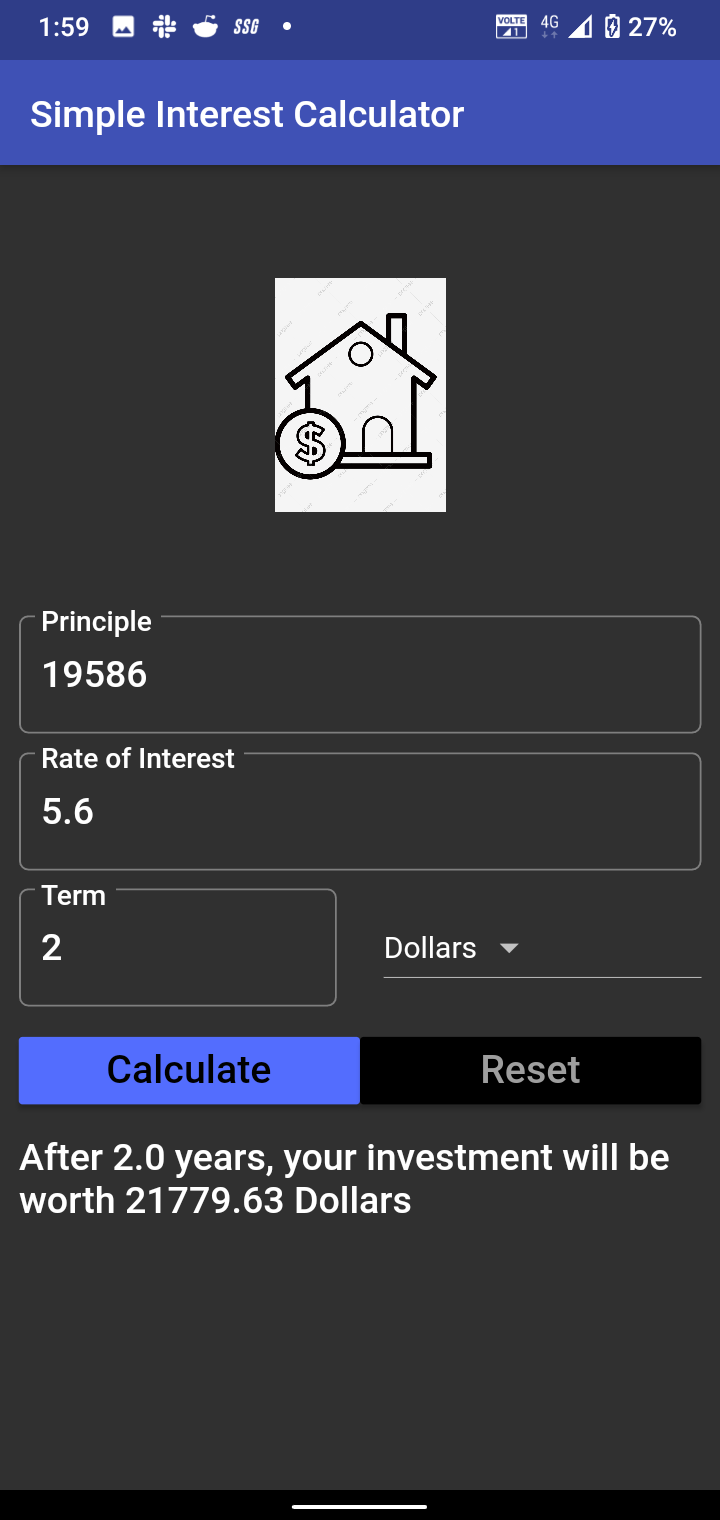 1:59 SSG VOLTE 1 4G 27%
Simple Interest Calculator
$
Principle
19586
Rate of Interest
5.6
Term
2
Dollars
Calculate Reset
After 2.0 years, your investment will be
worth 21779.63 Dollars